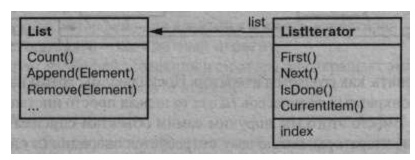 List
Count()
Append(Element)
Remove(Element)
...
list
ListIterator
First()
Next()
IsDone()
CurrentItem()
index